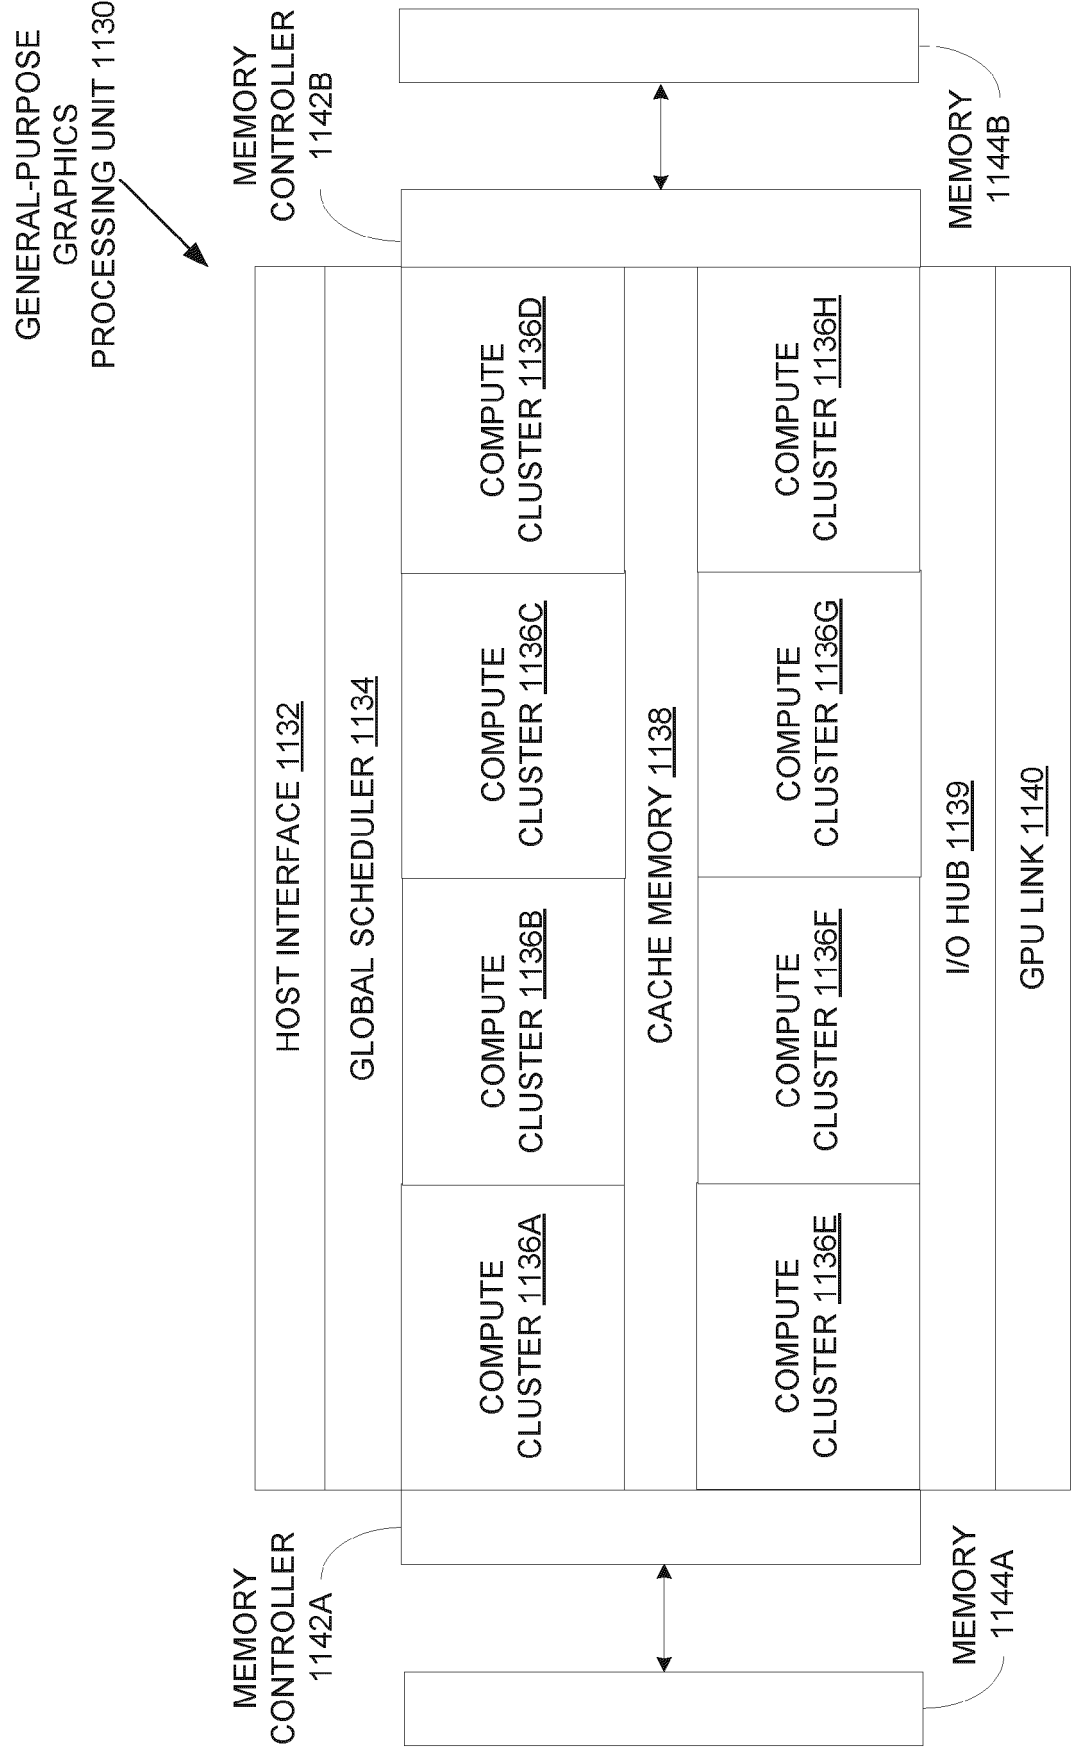 GENERAL-PURPOSE
GRAPHICS
PROCESSING UNIT 1130
HOST INTERFACE 1132
GLOBAL SCHEDULER 1134
MEMORY
CONTROLLER
1142A
MEMORY
CONTROLLER
1142B
COMPUTE
CLUSTER 1136A
COMPUTE
CLUSTER 1136B
COMPUTE
CLUSTER 1136C
COMPUTE
CLUSTER 1136D
CACHE MEMORY 1138
COMPUTE
CLUSTER 1136E
COMPUTE
CLUSTER 1136F
COMPUTE
CLUSTER 1136G
COMPUTE
CLUSTER 1136H
I/O HUB 1139
GPU LINK 1140
MEMORY
1144A
MEMORY
1144B